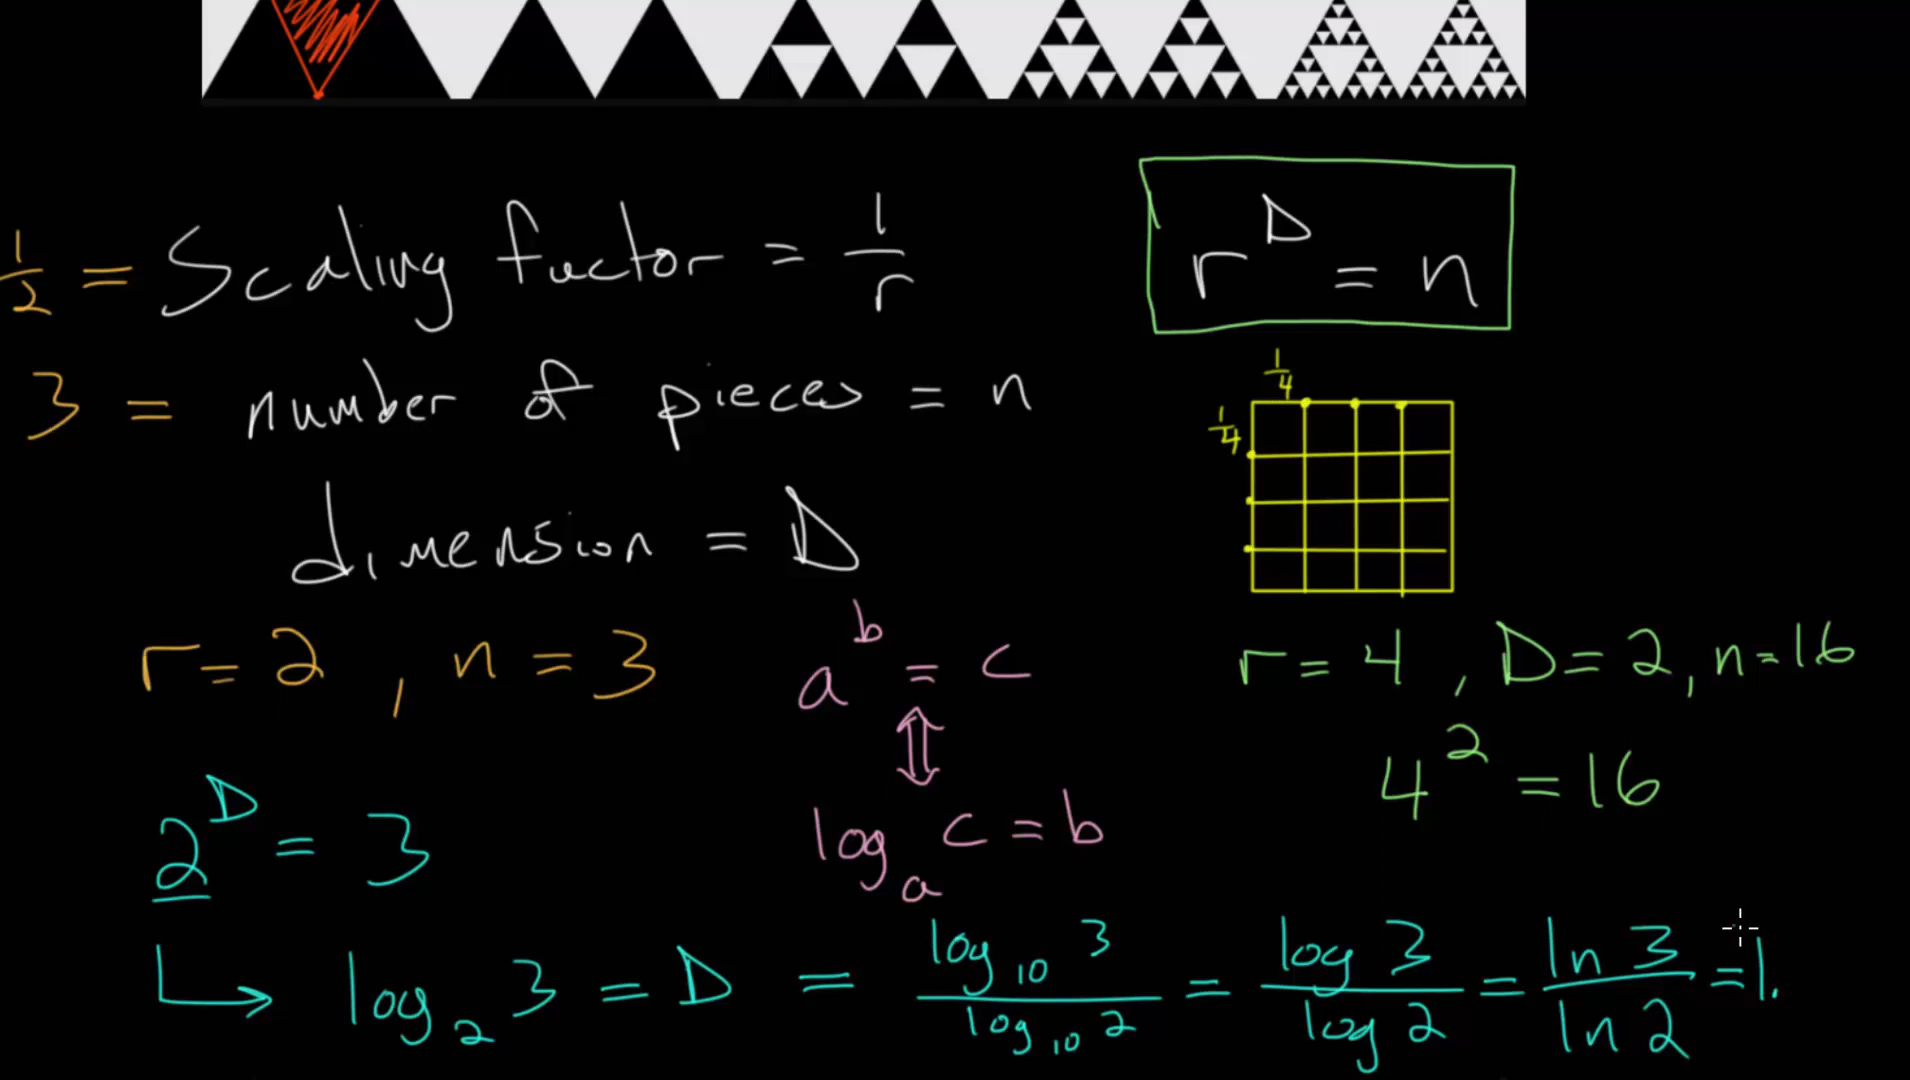 1/2 = Scaling factor = 1/r
r^D = n
3 = number of pieces = n
1/4
1/4
dimension = D
r = 2 , n = 3
a^b = c
r = 4 , D = 2, n = 16
4^2 = 16
2^D = 3
log_a c = b
log_2 3 = D = log_10 3 / log_10 2 = log 3 / log 2 = ln 3 / ln 2 = 1.